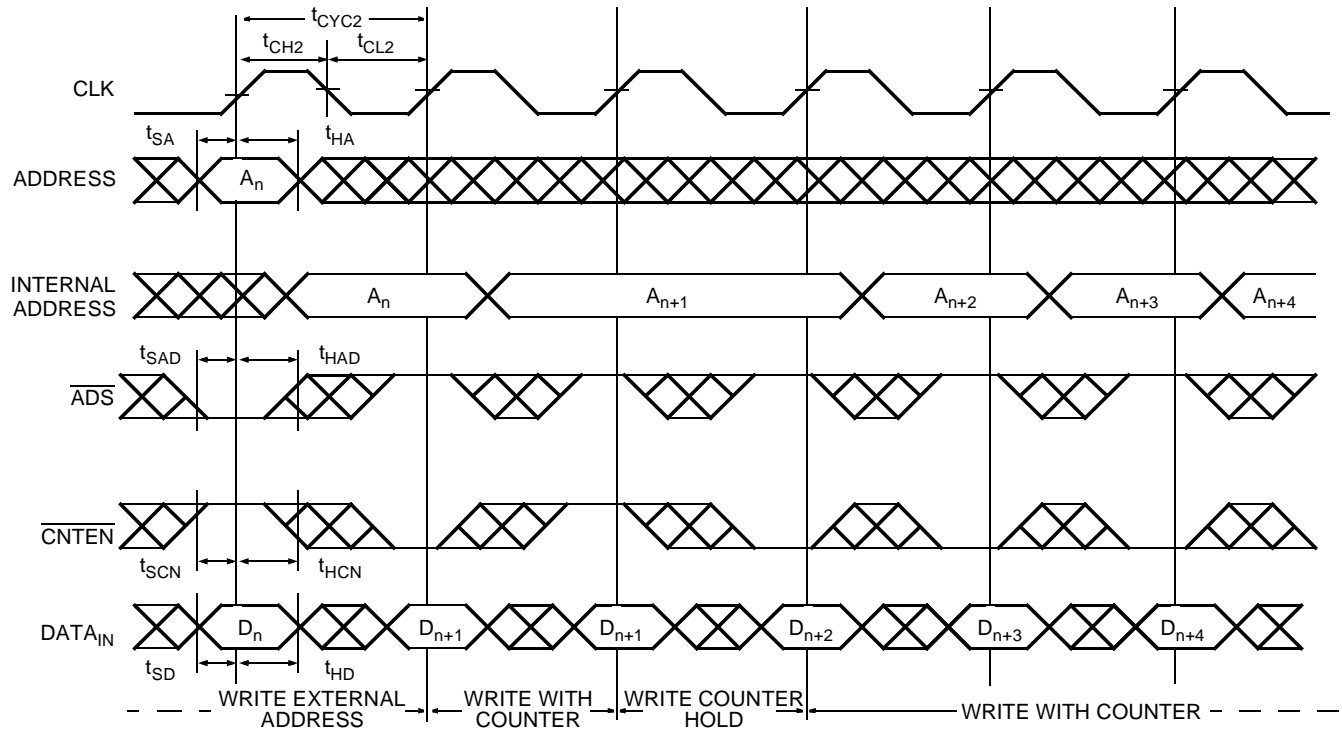 tCYC2
tCH2 tCL2
CLK
tSA tHA
ADDRESS An
INTERNAL
ADDRESS
An An+1 An+2 An+3 An+4
tSAD tHAD
ADS
CNTEN
tSCN tHCN
DATAIN Dn Dn+1 Dn+1 Dn+2 Dn+3 Dn+4
tSD tHD
WRITE EXTERNAL
ADDRESS
WRITE WITH
COUNTER
WRITE COUNTER
HOLD
WRITE WITH COUNTER